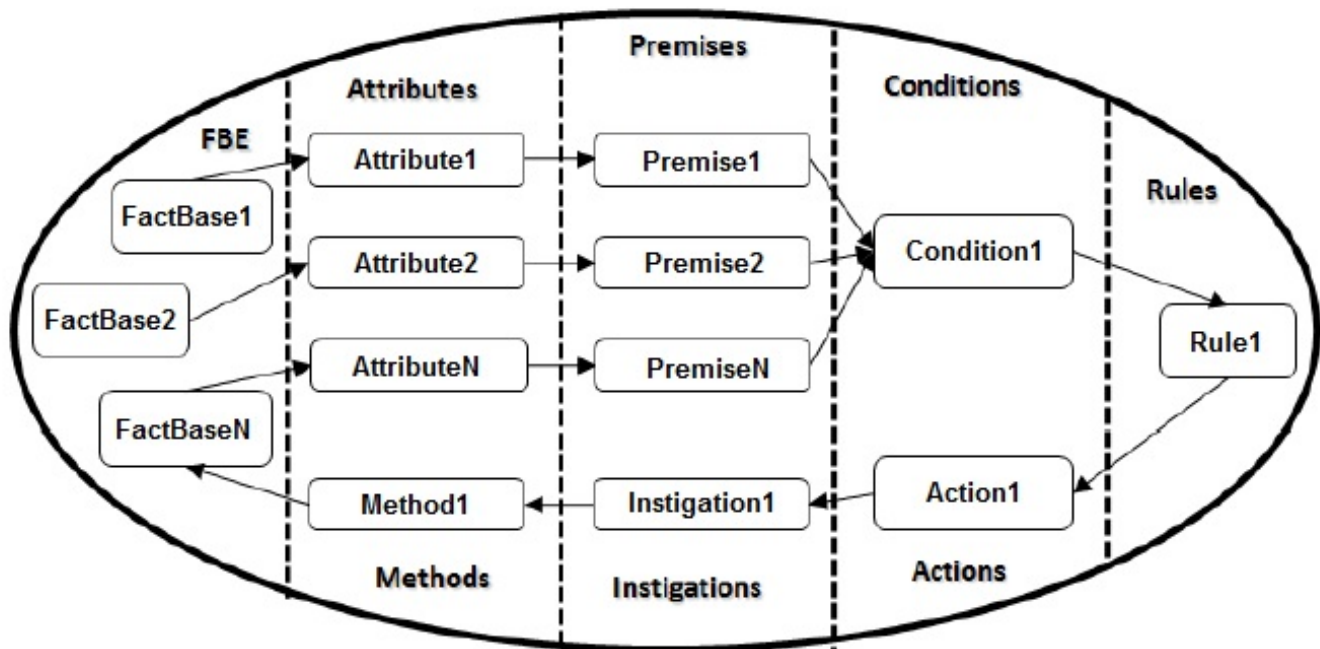 Premises
Attributes
Conditions
FBE
Attribute1
Premise1
Rules
FactBase1
Attribute2
Premise2
Condition1
FactBase2
AttributeN
PremiseN
Rule1
FactBaseN
Method1
Instigation1
Action1
Methods
Instigations
Actions